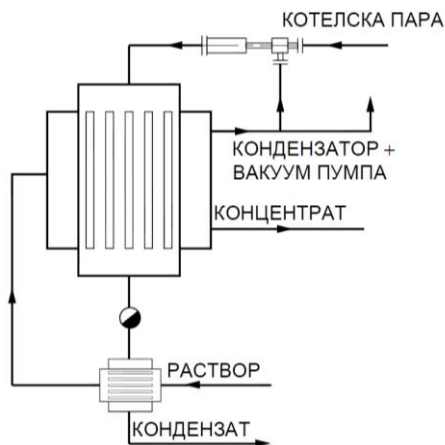 КОТЕЛСКА ПАРА
КОНДЕНЗАТОР +
ВАКУУМ ПУМПА
КОНЦЕНТРАТ
РАСТВОР
КОНДЕНЗАТ